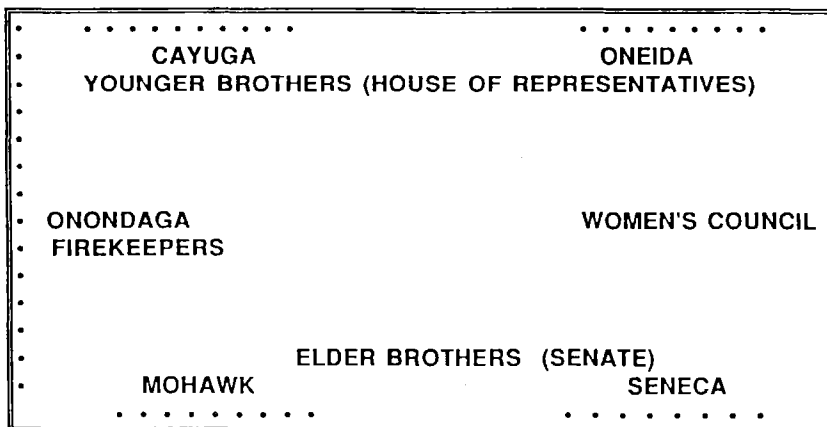 CAYUGA ONEIDA
YOUNGER BROTHERS (HOUSE OF REPRESENTATIVES)
ONONDAGA WOMEN'S COUNCIL
FIREKEEPERS
ELDER BROTHERS (SENATE)
MOHAWK SENECA